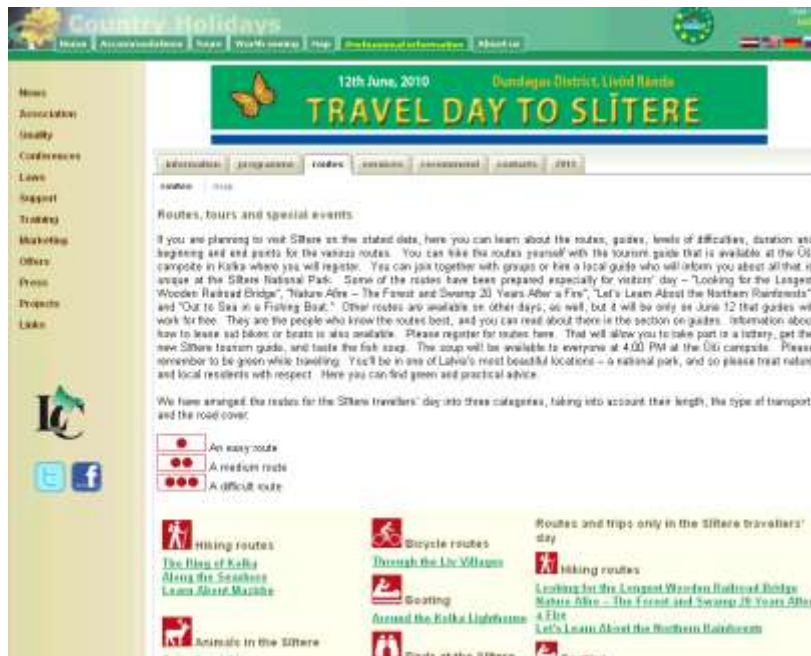 Country Holidays
Home Accommodations Tours Worth seeing Map Professional information About us
12th June, 2010 Dundagas District, Līvõd Rānda
TRAVEL DAY TO SLĪTERE
News
Association
Quality
Conferences
Laws
Support
Training
Marketing
Offers
Press
Projects
Links
information programme routes services recommend contacts 2011
routes map
Routes, tours and special events
If you are planning to visit Slītere on the stated date, here you can learn about the routes, guides, levels of difficulties, duration and
beginning and end points for the various routes. You can hike the routes yourself with the tourism guide that is available at the Ūši
campsite in Kolka where you will register. You can join together with groups or hire a local guide who will inform you about all that is
unique at the Slītere National Park. Some of the routes have been prepared especially for visitors' day – "Looking for the Longest
Wooden Railroad Bridge", "Nature Afire – The Forest and Swamp 20 Years After a Fire", "Let's Learn About the Northern Rainforests"
and "Out to Sea in a Fishing Boat." Other routes are available on other days, as well, but it will be only on June 12 that guides will
work for free. They are the people who know the routes best, and you can read about them in the section on guides. Information about
how to lease out bikes or boats is also available. Please register for routes here. That will allow you to take part in a lottery, get the
new Slītere tourism guide, and taste the fish soup. The soup will be available to everyone at 4:00 PM at the Ūši campsite. Please
remember to be green while travelling. You'll be in one of Latvia's most beautiful locations – a national park, and so please treat nature
and local residents with respect. Here you can find green and practical advice.
We have arranged the routes for the Slītere travellers' day into three categories, taking into account their length, the type of transport
and the road cover.
An easy route
A medium route
A difficult route
LC
Hiking routes
The Ring of Kolka
Along the Seashore
Learn About Mazirbe
Animals in the Slītere
Bicycle routes
Through the Liv Villages
Boating
Around the Kolka Lighthouse
Birds at the Slītere
Routes and trips only in the Slītere travellers'
day
Hiking routes
Looking for the Longest Wooden Railroad Bridge
Nature Afire – The Forest and Swamp 20 Years After
a Fire
Let's Learn About the Northern Rainforests
Boating